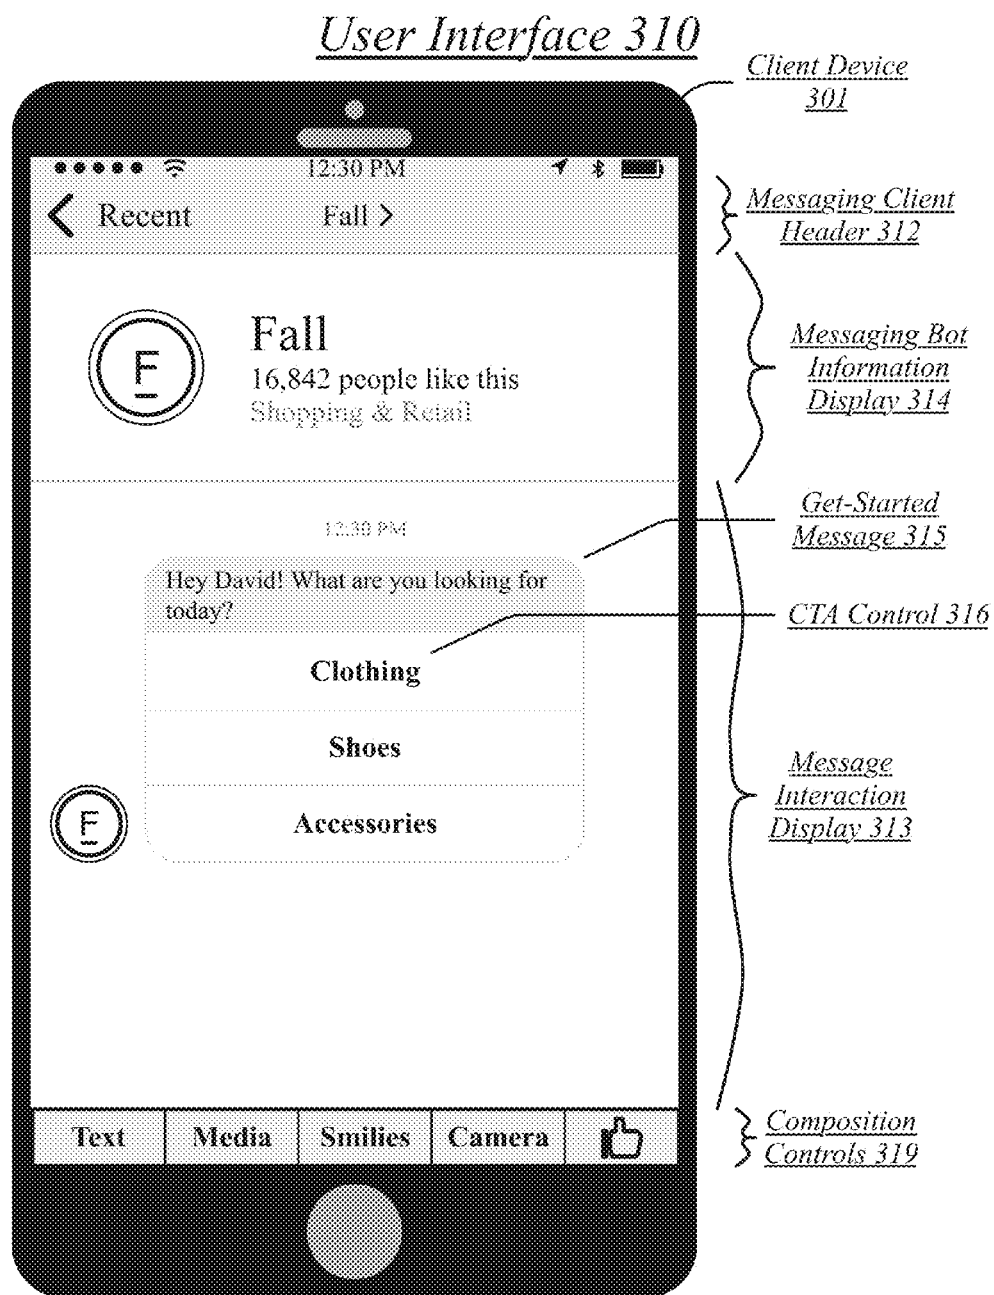 User Interface 310
Client Device
301
12:30 PM
Recent
Fall >
Messaging Client
Header 312
F
Fall
16,842 people like this
Shopping & Retail
Messaging Bot
Information
Display 314
12:30 PM
Get-Started
Message 315
Hey David! What are you looking for
today?
CTA Control 316
Clothing
Shoes
Accessories
F
Message
Interaction
Display 313
Text
Media
Smilies
Camera
Composition
Controls 319